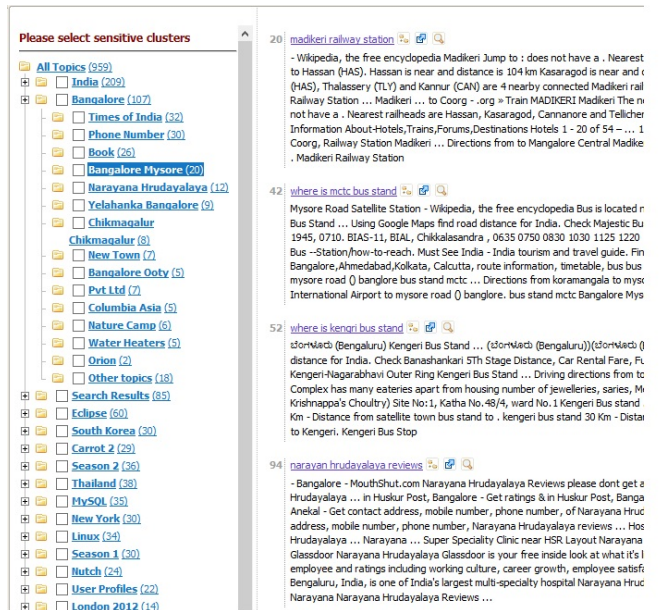 Please select sensitive clusters
All Topics (959)
India (209)
Bangalore (107)
Times of India (32)
Phone Number (30)
Book (26)
Bangalore Mysore (20)
Narayana Hrudayalaya (12)
Yelahanka Bangalore (9)
Chikmagalur
Chikmagalur (8)
New Town (7)
Bangalore Ooty (5)
Pvt Ltd (7)
Columbia Asia (5)
Nature Camp (6)
Water Heaters (5)
Orion (2)
Other topics (18)
Search Results (85)
Eclipse (60)
South Korea (30)
Carrot 2 (29)
Season 2 (36)
Thailand (38)
MySQL (35)
New York (30)
Linux (34)
Season 1 (30)
Nutch (24)
User Profiles (22)
London 2012 (14)
20 madikeri railway station
- Wikipedia, the free encyclopedia Madikeri Jump to : does not have a . Nearest
to Hassan (HAS). Hassan is near and distance is 104 km Kasaragod is near and
(HAS), Thalassery (TLY) and Kannur (CAN) are 4 nearby connected Madikeri rail
Railway Station ... Madikeri ... to Coorg - .org » Train MADIKERI Madikeri The
not have a . Nearest railheads are Hassan, Kasaragod, Cannanore and Tellicher
Information About-Hotels,Trains,Forums,Destinations Hotels 1 - 20 of 54 – ... 1
Coorg, Railway Station Madikeri ... Directions from to Mangalore Central Madike
. Madikeri Railway Station
42 where is mctc bus stand
Mysore Road Satellite Station - Wikipedia, the free encyclopedia Bus is located
Bus Stand ... Using Google Maps find road distance for India. Check Majestic Bu
1945, 0710. BIAS-11, BIAL, Chikkalasandra , 0635 0750 0830 1030 1125 1220
Bus --Station/how-to-reach. Must See India - India tourism and travel guide. Fin
Bangalore,Ahmedabad,Kolkata, Calcutta, route information, timetable, bus bus
mysore road () banglore bus stand mctc ... Directions from koramangala to myso
International Airport to mysore road () banglore. bus stand mctc Bangalore Mys
52 where is kengri bus stand
ಬೆಂಗಳೂರು (Bengaluru) Kengeri Bus Stand ... (ಬೆಂಗಳೂರು (Bengaluru))(ಬೆಂಗಳೂರು (
distance for India. Check Banashankari 5Th Stage Distance, Car Rental Fare, Fu
Kengeri-Nagarabhavi Outer Ring Kengeri Bus Stand ... Driving directions from to
Complex has many eateries apart from housing number of jewelleries, saries, M
Krishnappa's Choultry) Site No:1, Katha No.48/4, ward No.1 Kengeri Bus stand
Km - Distance from satellite town bus stand to . kengeri bus stand 30 Km - Dista
to Kengeri. Kengeri Bus Stop
94 narayan hrudayalaya reviews
- Bangalore - MouthShut.com Narayana Hrudayalaya Reviews please dont get a
Hrudayalaya ... in Huskur Post, Bangalore - Get ratings & in Huskur Post, Banga
Anekal - Get contact address, mobile number, phone number, of Narayana Hrud
address, mobile number, phone number, Narayana Hrudayalaya reviews ... Hos
Hrudayalaya ... Narayana ... Super Speciality Clinic near HSR Layout Narayana
Glassdoor Narayana Hrudayalaya Glassdoor is your free inside look at what it's l
employee and ratings including working culture, career growth, employee satisfa
Bengaluru, India, is one of India's largest multi-specialty hospital Narayana Hrud
Narayana Narayana Hrudayalaya Reviews ...